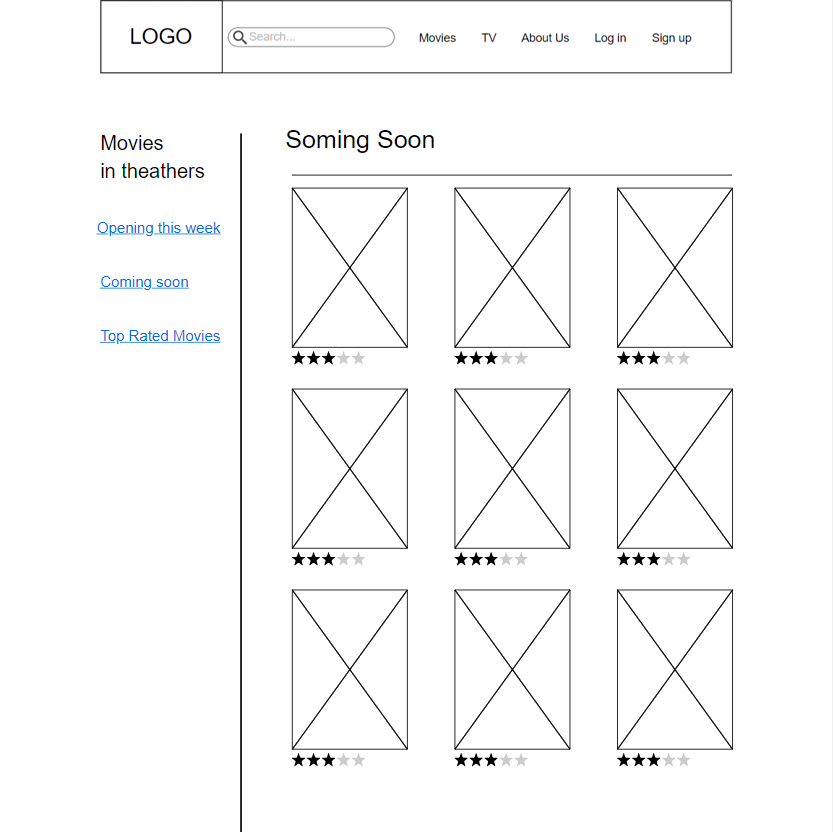 LOGO
Search...
Movies
TV
About Us
Log in
Sign up
Movies
in theathers
Opening this week
Coming soon
Top Rated Movies
Soming Soon